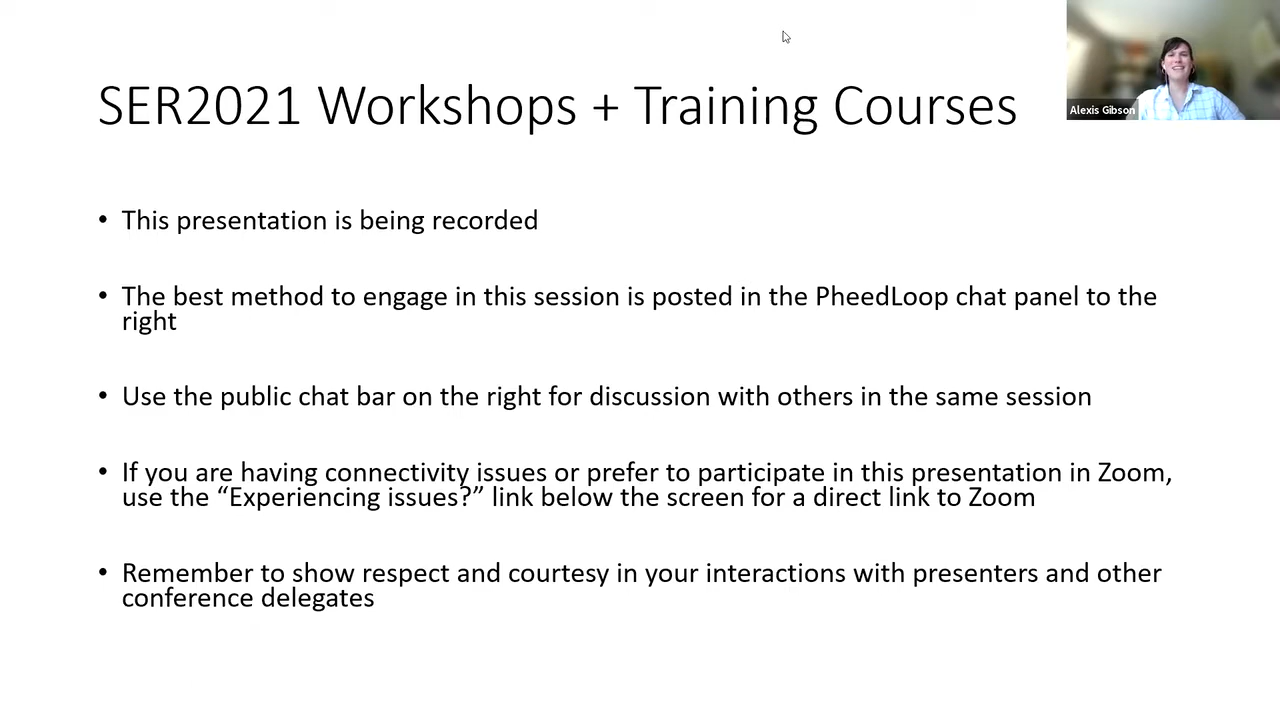 SER2021 Workshops + Training Courses
Alexis Gibson
• This presentation is being recorded
• The best method to engage in this session is posted in the PheedLoop chat panel to the
right
• Use the public chat bar on the right for discussion with others in the same session
• If you are having connectivity issues or prefer to participate in this presentation in Zoom,
use the “Experiencing issues?” link below the screen for a direct link to Zoom
• Remember to show respect and courtesy in your interactions with presenters and other
conference delegates